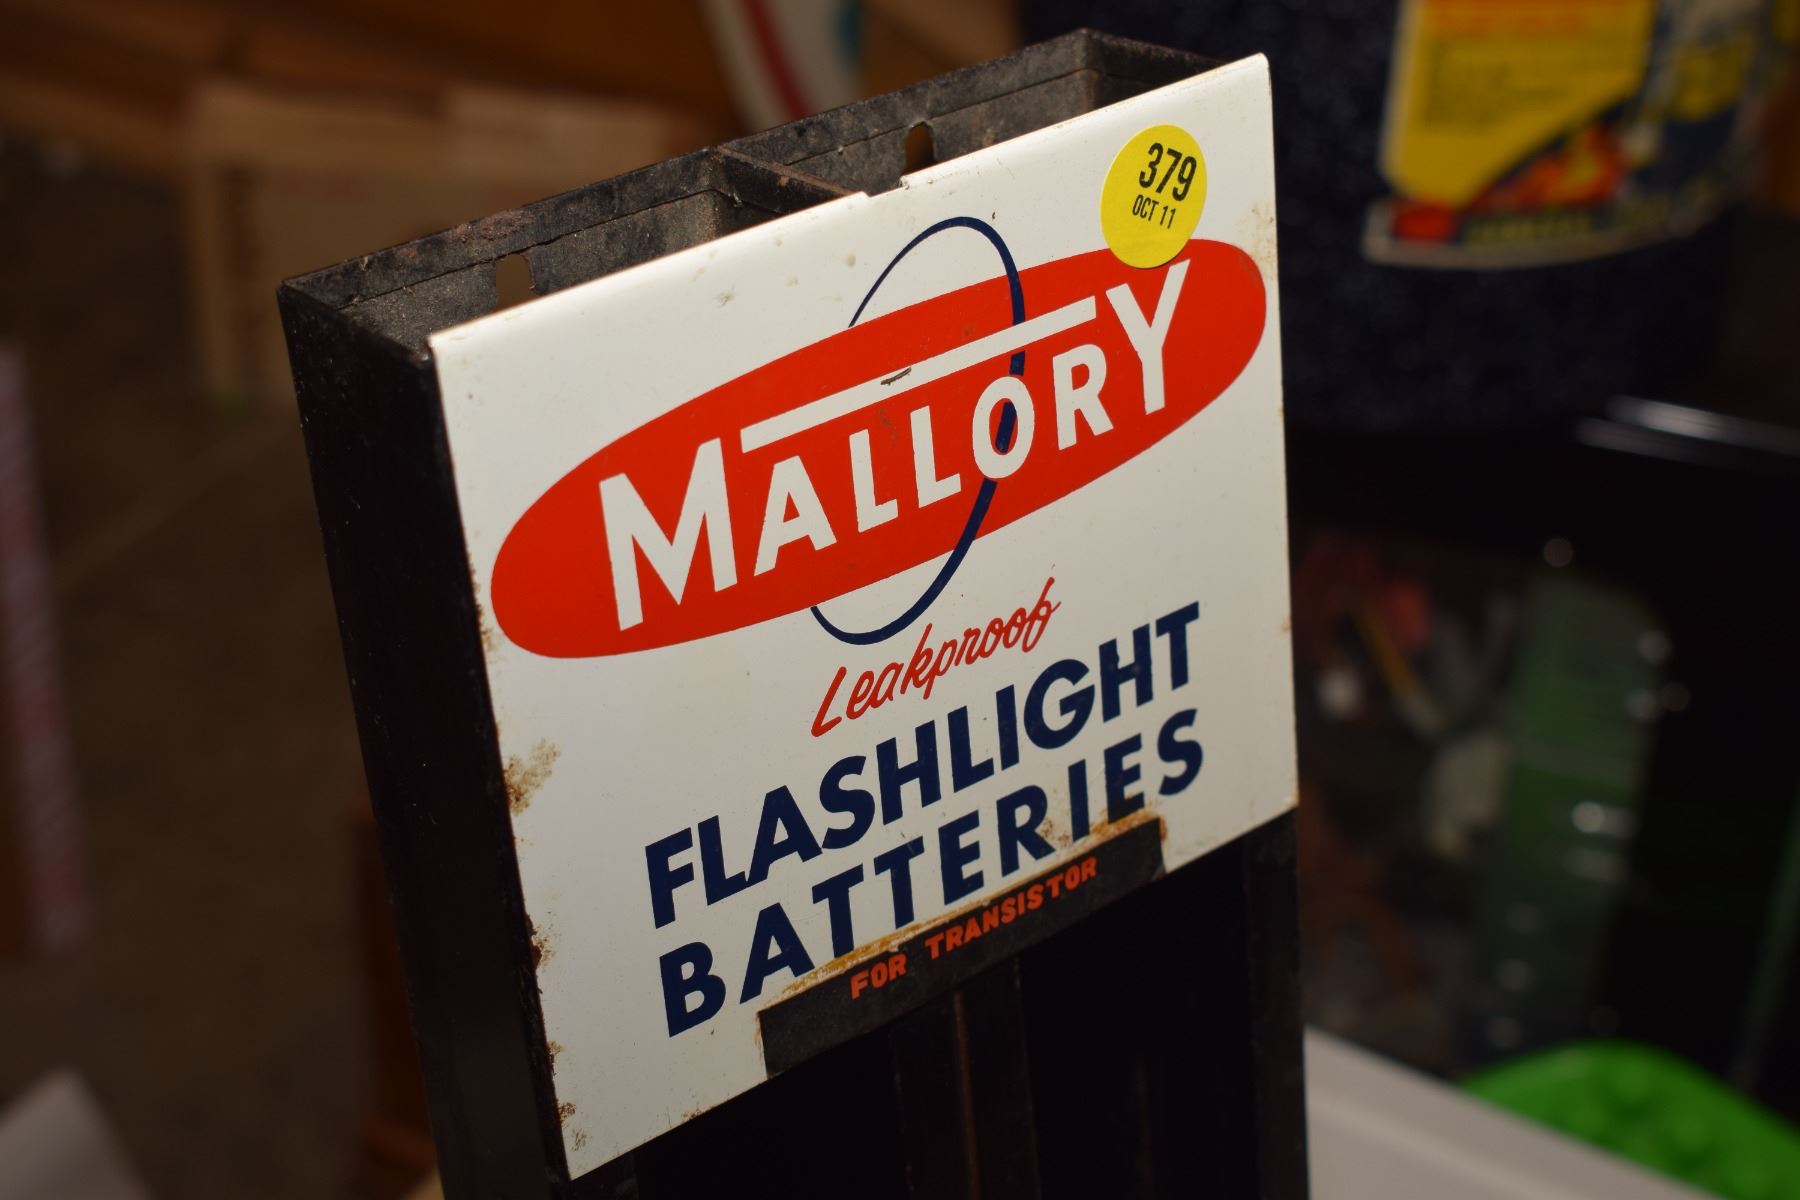 379
OCT 11
MALLORY
Leakproof
FLASHLIGHT
BATTERIES
FOR TRANSISTOR